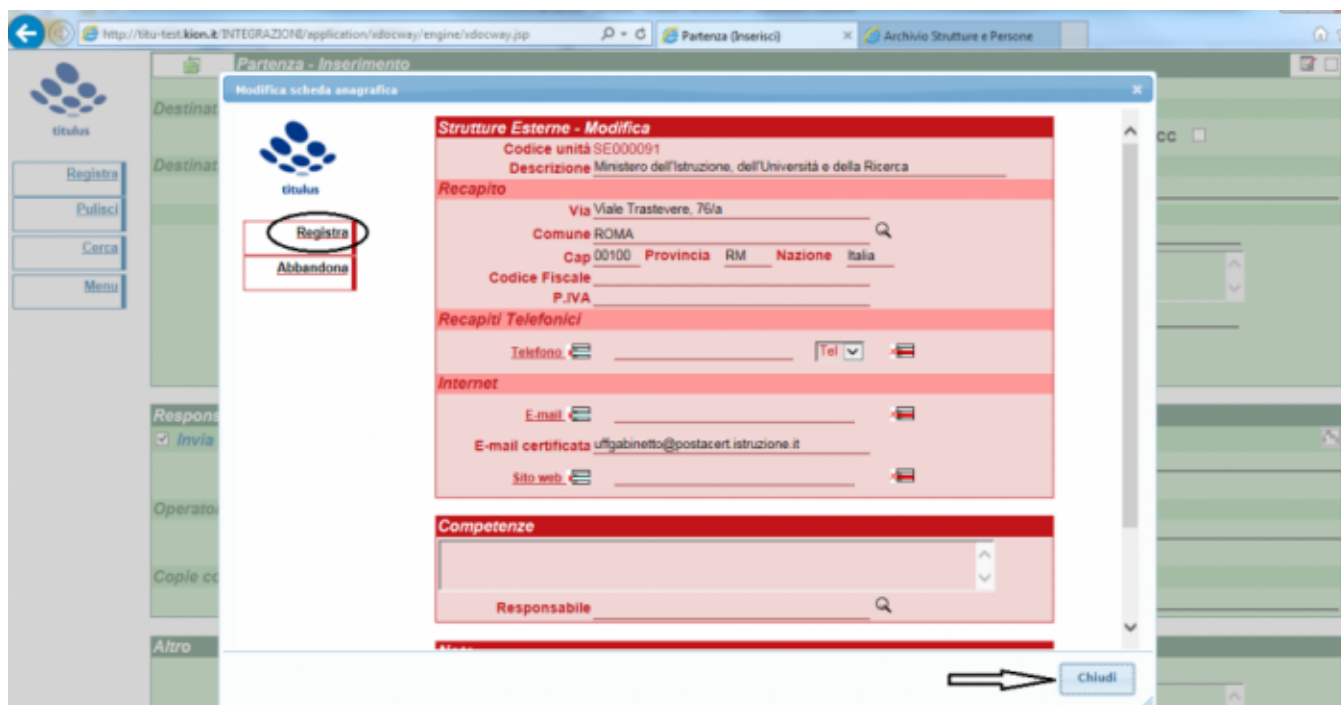 http://titu-test.kion.it/INTEGRAZIONI/application/xdocway/engine/xdocway.jsp
Partenza (Inserisci)
Archivio Strutture e Persone
titulus
Registra
Pulisci
Cerca
Menu
Partenza - Inserimento
Destinat
cc
Destinat
Respons
Invia
Operato
Copie co
Altro
Modifica scheda anagrafica
titulus
Registra
Abbandona
Strutture Esterne - Modifica
Codice unità SE000091
Descrizione Ministero dell'Istruzione, dell'Università e della Ricerca
Recapito
Via Viale Trastevere, 76/a
Comune ROMA
Cap 00100 Provincia RM Nazione Italia
Codice Fiscale
P.IVA
Recapiti Telefonici
Telefono Tel
Internet
E-mail
E-mail certificata uffgabinetto@postacert.istruzione.it
Sito web
Competenze
Responsabile
Note
Chiudi